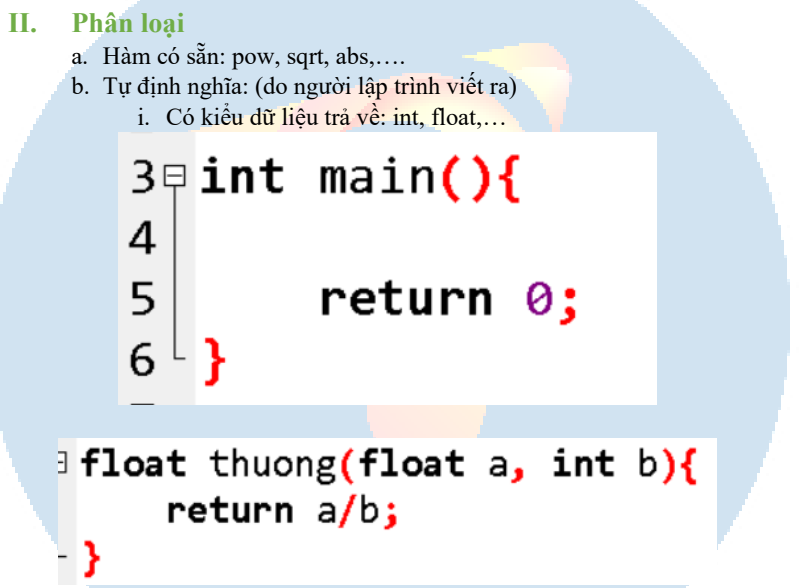 II. Phân loại
a. Hàm có sẵn: pow, sqrt, abs,….
b. Tự định nghĩa: (do người lập trình viết ra)
i. Có kiểu dữ liệu trả về: int, float,…
3 int main(){
4
5 return 0;
6 }
float thuong(float a, int b){
return a/b;
}